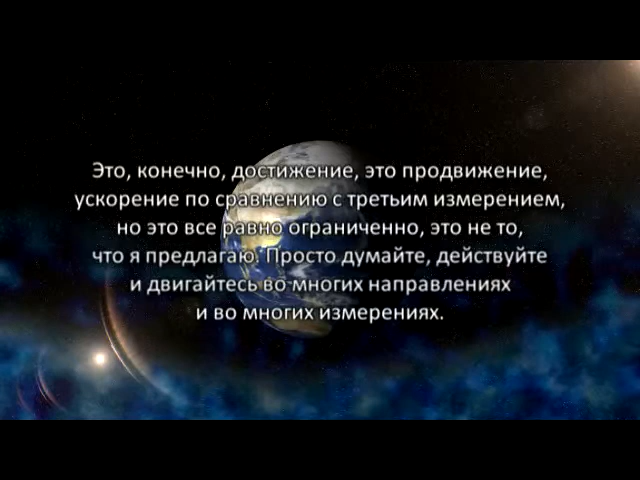 Это, конечно, достижение, это продвижение,
ускорение по сравнению с третьим измерением,
но это все равно ограниченно, это не то,
что я предлагаю. Просто думайте, действуйте
и двигайтесь во многих направлениях
и во многих измерениях.